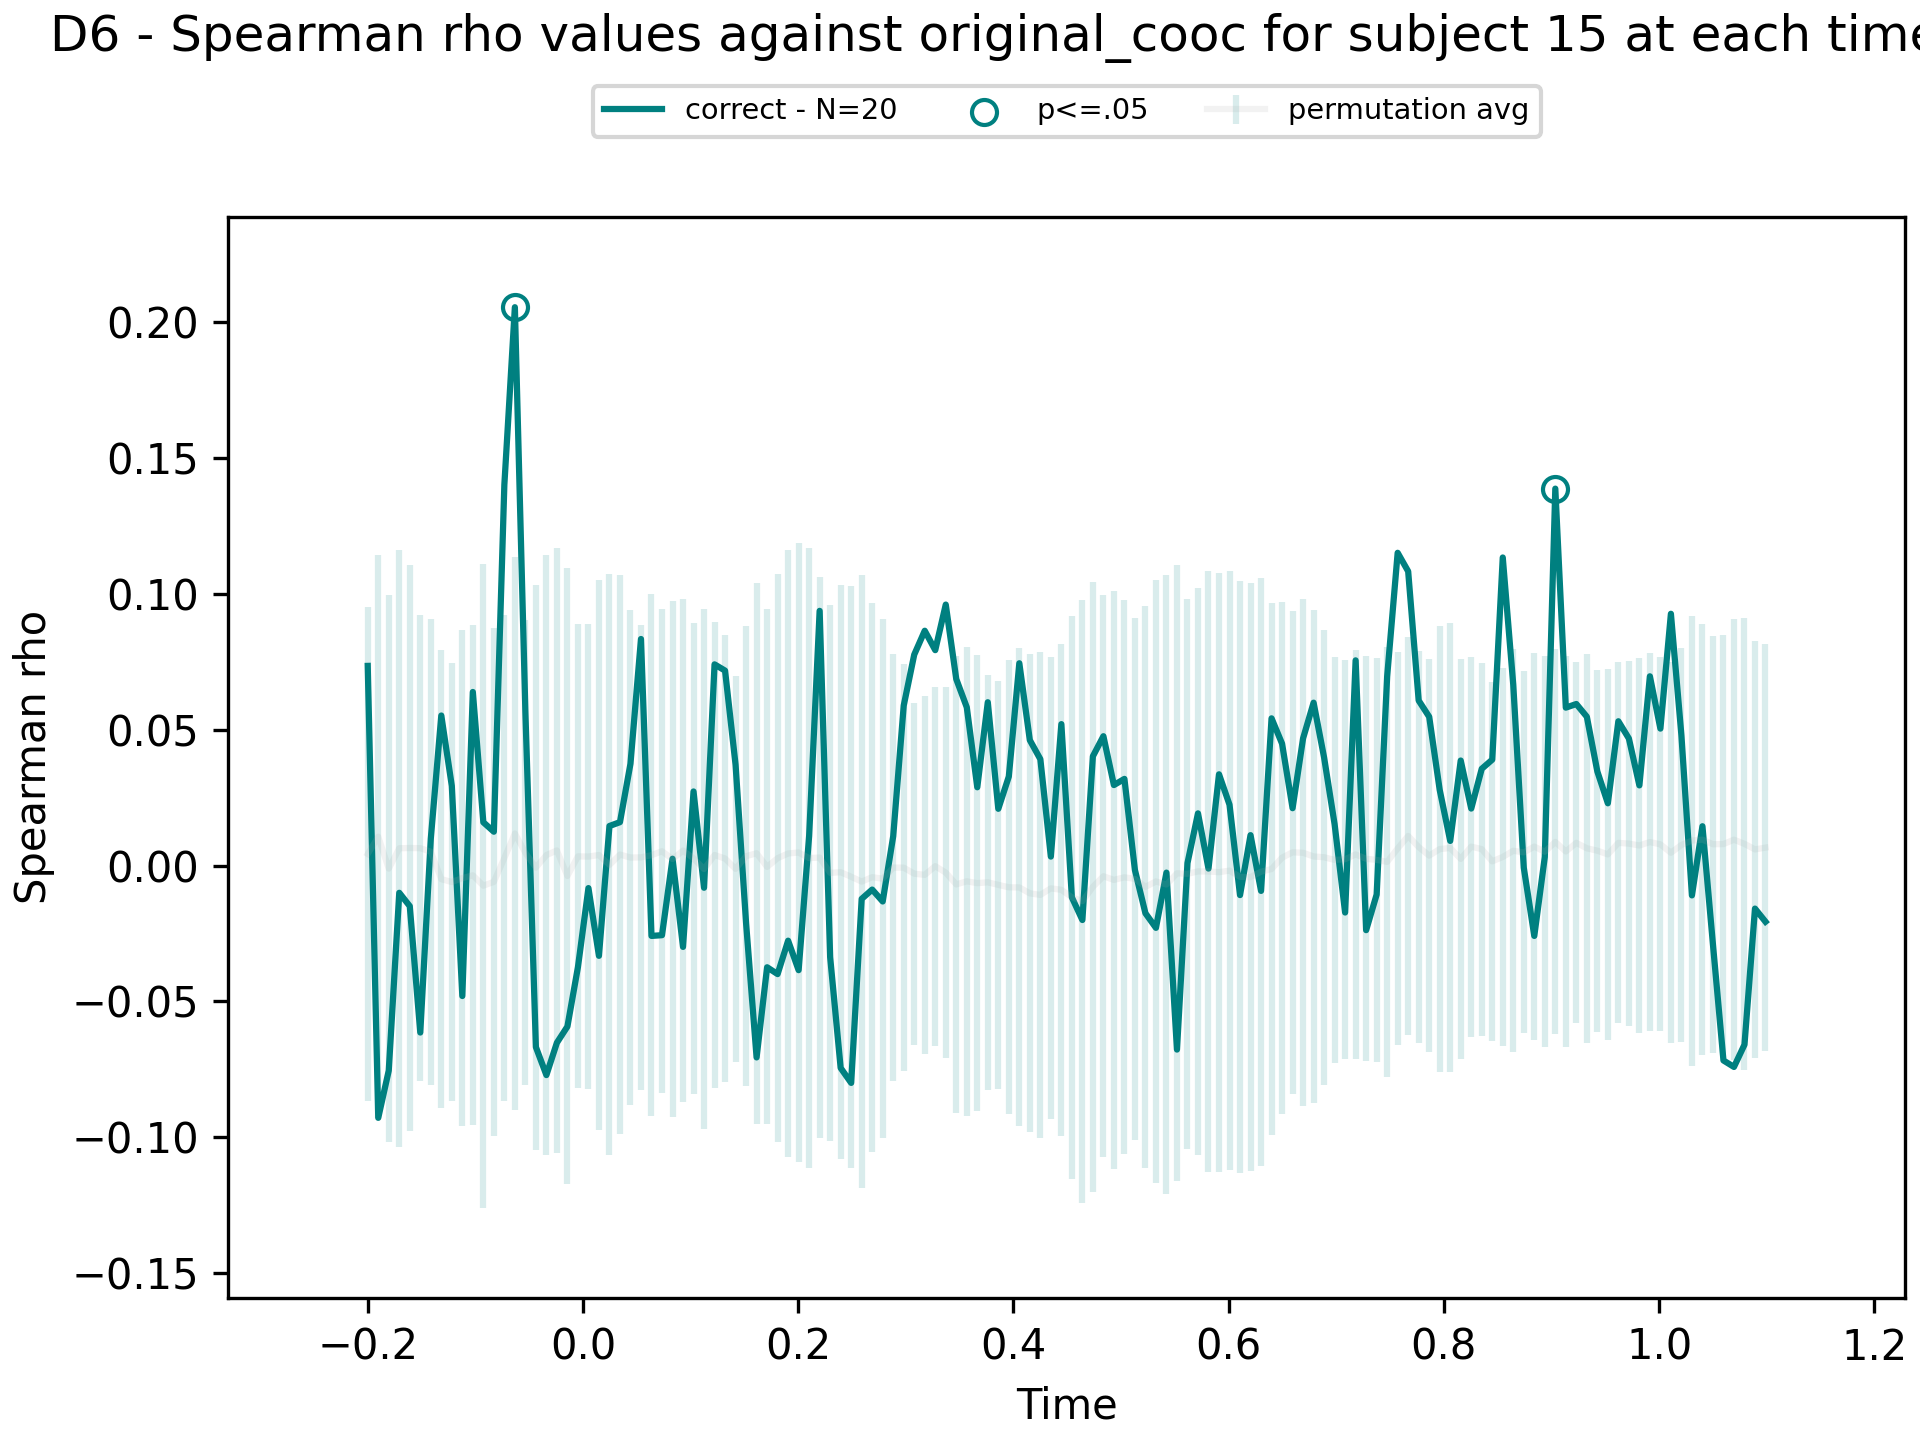 D6 - Spearman rho values against original_cooc for subject 15 at each time
correct - N=20 p<=.05 permutation avg
Spearman rho
0.20
0.15
0.10
0.05
0.00
−0.05
−0.10
−0.15
−0.2 0.0 0.2 0.4 0.6 0.8 1.0 1.2
Time